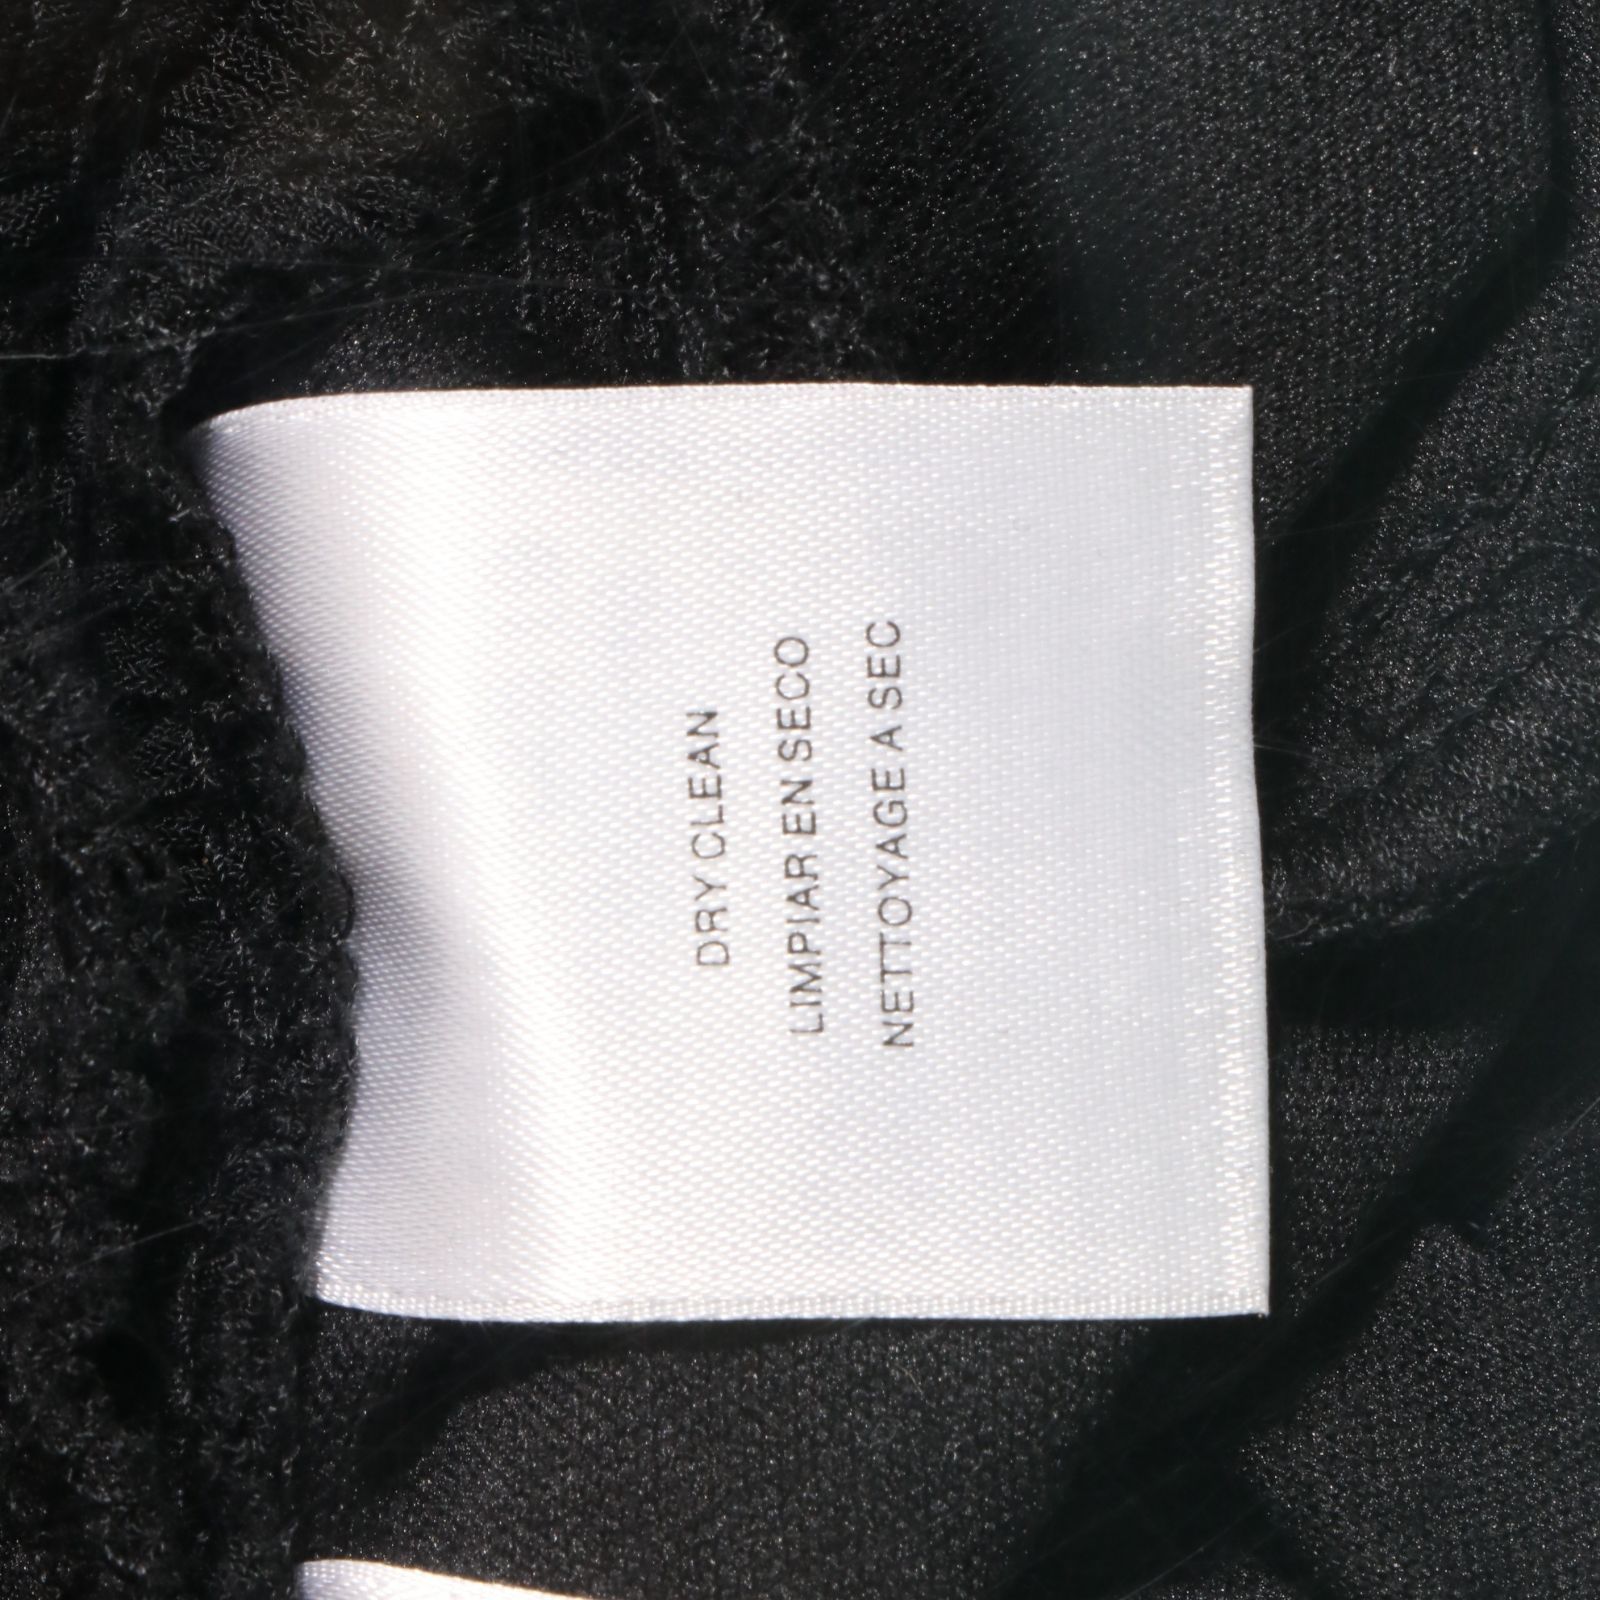 DRY CLEAN
LIMPIAR EN SECO
NETTOYAGE A SEC